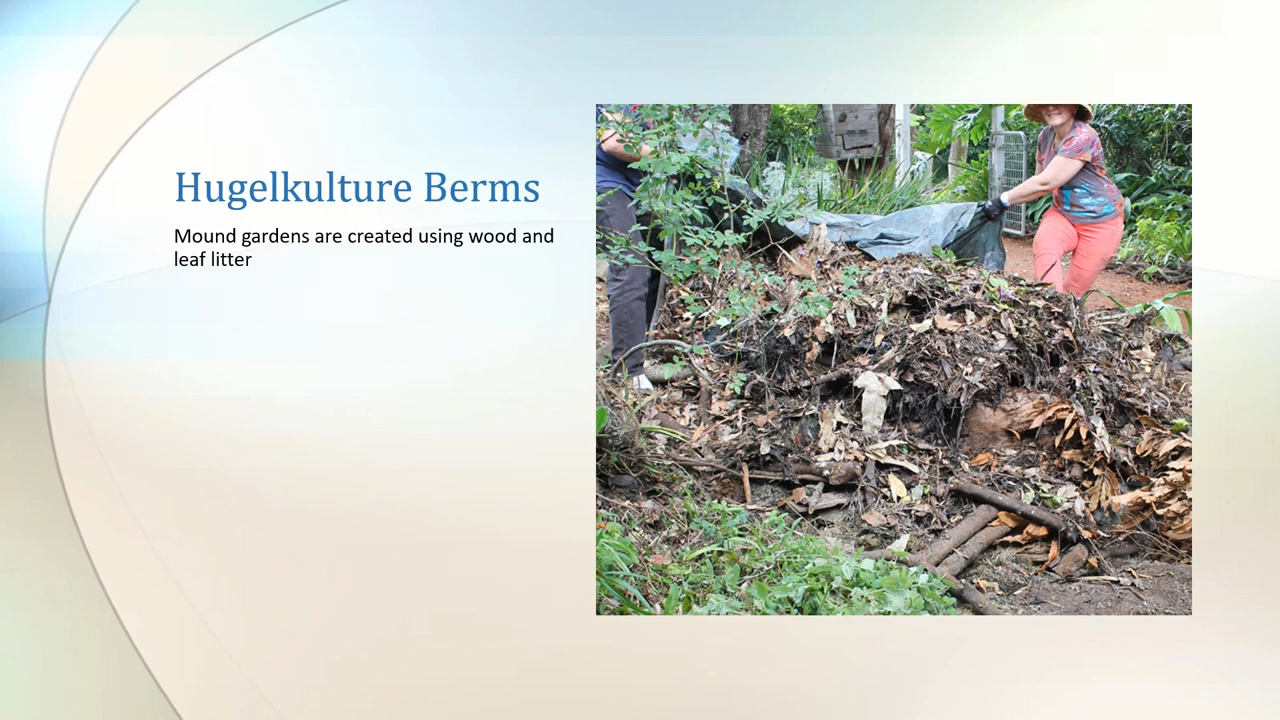 Hugelkulture Berms
Mound gardens are created using wood and
leaf litter